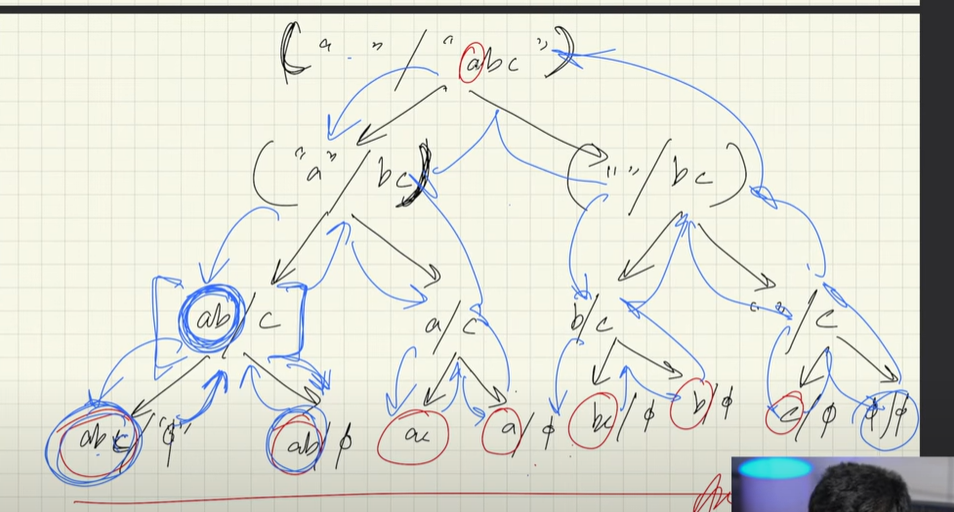 (" " / "abc")
("a" / bc) (" " / bc)
ab / c a / c b / c " " / c
abc / "φ" ab / φ ac a / φ bc / φ b / φ c / φ φ / φ